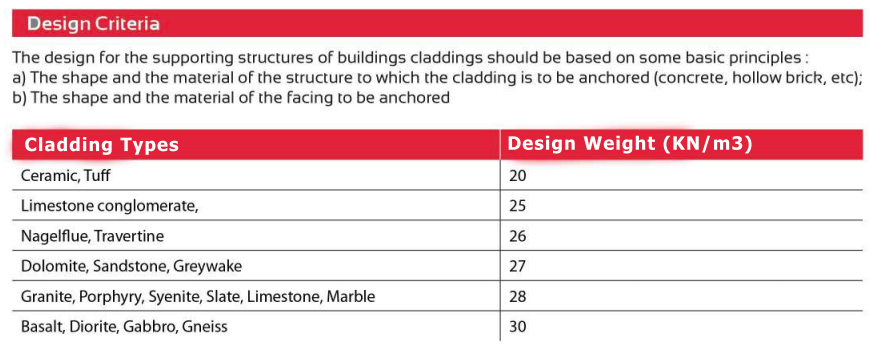 Design Criteria
The design for the supporting structures of buildings claddings should be based on some basic principles :
a) The shape and the material of the structure to which the cladding is to be anchored (concrete, hollow brick, etc);
b) The shape and the material of the facing to be anchored
Cladding Types Design Weight (KN/m3)
Ceramic, Tuff 20
Limestone conglomerate, 25
Nagelflue, Travertine 26
Dolomite, Sandstone, Greywake 27
Granite, Porphyry, Syenite, Slate, Limestone, Marble 28
Basalt, Diorite, Gabbro, Gneiss 30